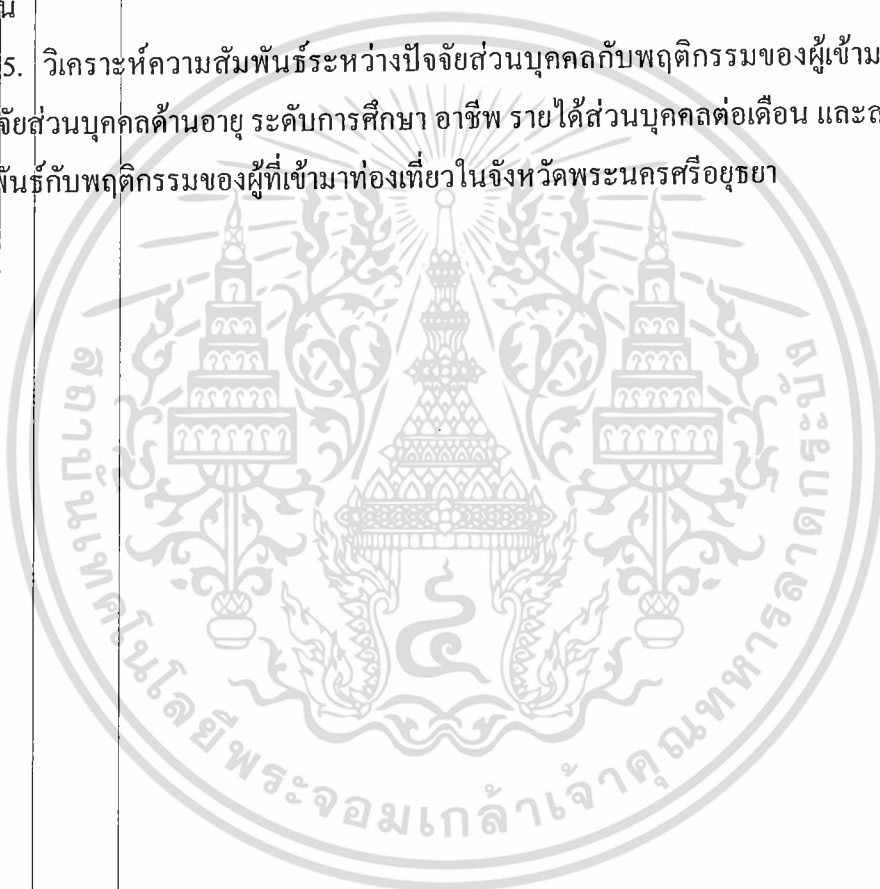 น
5. วิเคราะห์ความสัมพันธ์ระหว่างปัจจัยส่วนบุคคลกับพฤติกรรมของผู้เข้าม
จัยส่วนบุคคลด้านอายุ ระดับการศึกษา อาชีพ รายได้ส่วนบุคคลต่อเดือน และส
พันธ์กับพฤติกรรมของผู้ที่เข้ามาท่องเที่ยวในจังหวัดพระนครศรีอยุธยา
สถาบันเทคโนโลยีพระจอมเกล้าเจ้าคุณทหารลาดกระบัง